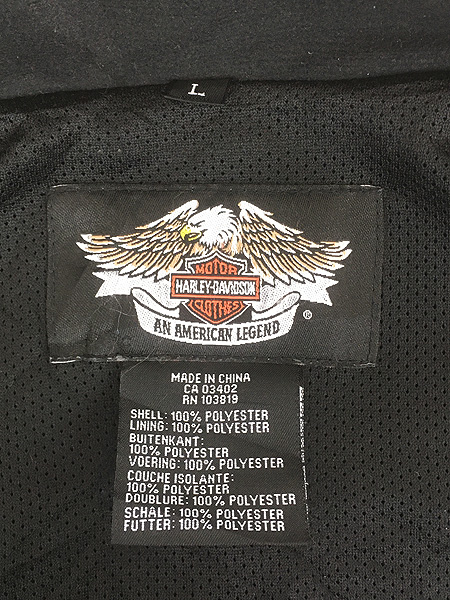 L
MOTOR
HARLEY-DAVIDSON
CLOTHES
AN AMERICAN LEGEND
®
MADE IN CHINA
CA 03402
RN 103819
SHELL: 100% POLYESTER
LINING: 100% POLYESTER
BUITENKANT:
100% POLYESTER
VOERING: 100% POLYESTER
COUCHE ISOLANTE:
100% POLYESTER
DOUBLURE: 100% POLYESTER
SCHALE: 100% POLYESTER
FUTTER: 100% POLYESTER